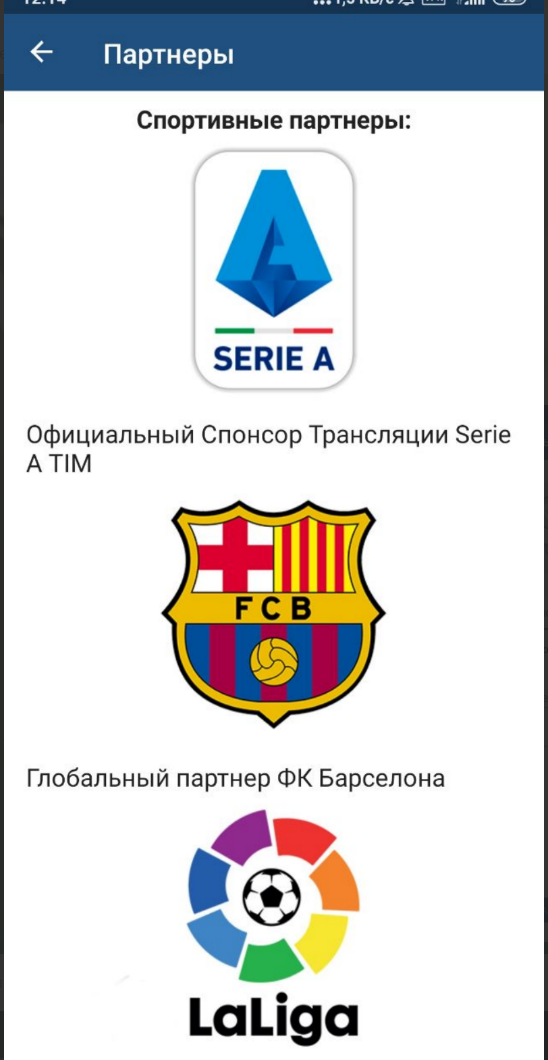 Партнеры
Спортивные партнеры:
SERIE A
Официальный Спонсор Трансляции Serie
A TIM
FCB
Глобальный партнер ФК Барселона
LaLiga